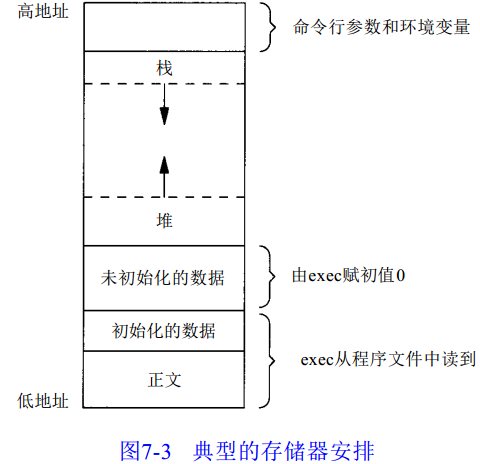 高地址
命令行参数和环境变量
栈
堆
未初始化的数据
由exec赋初值0
初始化的数据
exec从程序文件中读到
正文
低地址
图7-3 典型的存储器安排